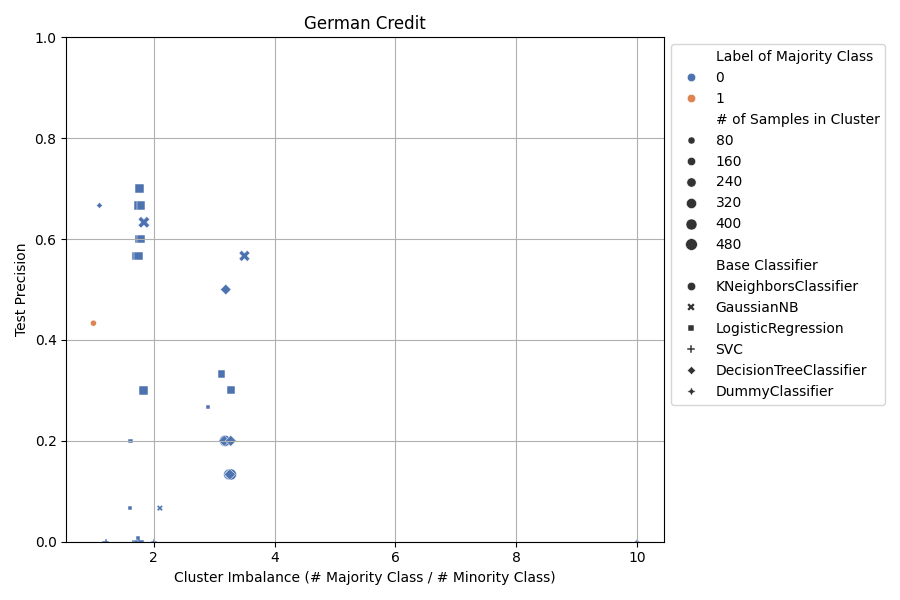 German Credit
1.0
0.8
0.6
0.4
0.2
0.0
Test Precision
2
4
6
8
10
Cluster Imbalance (# Majority Class / # Minority Class)
Label of Majority Class
0
1
# of Samples in Cluster
80
160
240
320
400
480
Base Classifier
KNeighborsClassifier
GaussianNB
LogisticRegression
SVC
DecisionTreeClassifier
DummyClassifier